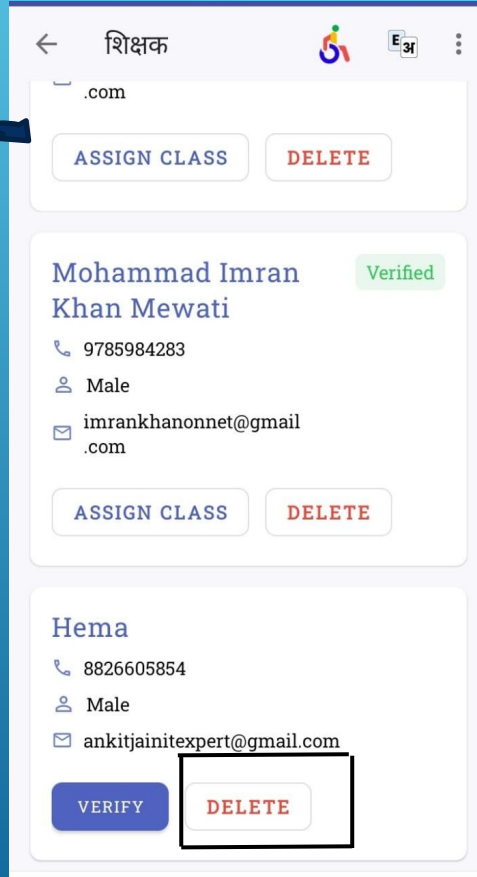 शिक्षक
E अ
.com
ASSIGN CLASS DELETE
Mohammad Imran Verified
Khan Mewati
9785984283
Male
imrankhanonnet@gmail
.com
ASSIGN CLASS DELETE
Hema
8826605854
Male
ankitjainitexpert@gmail.com
VERIFY DELETE